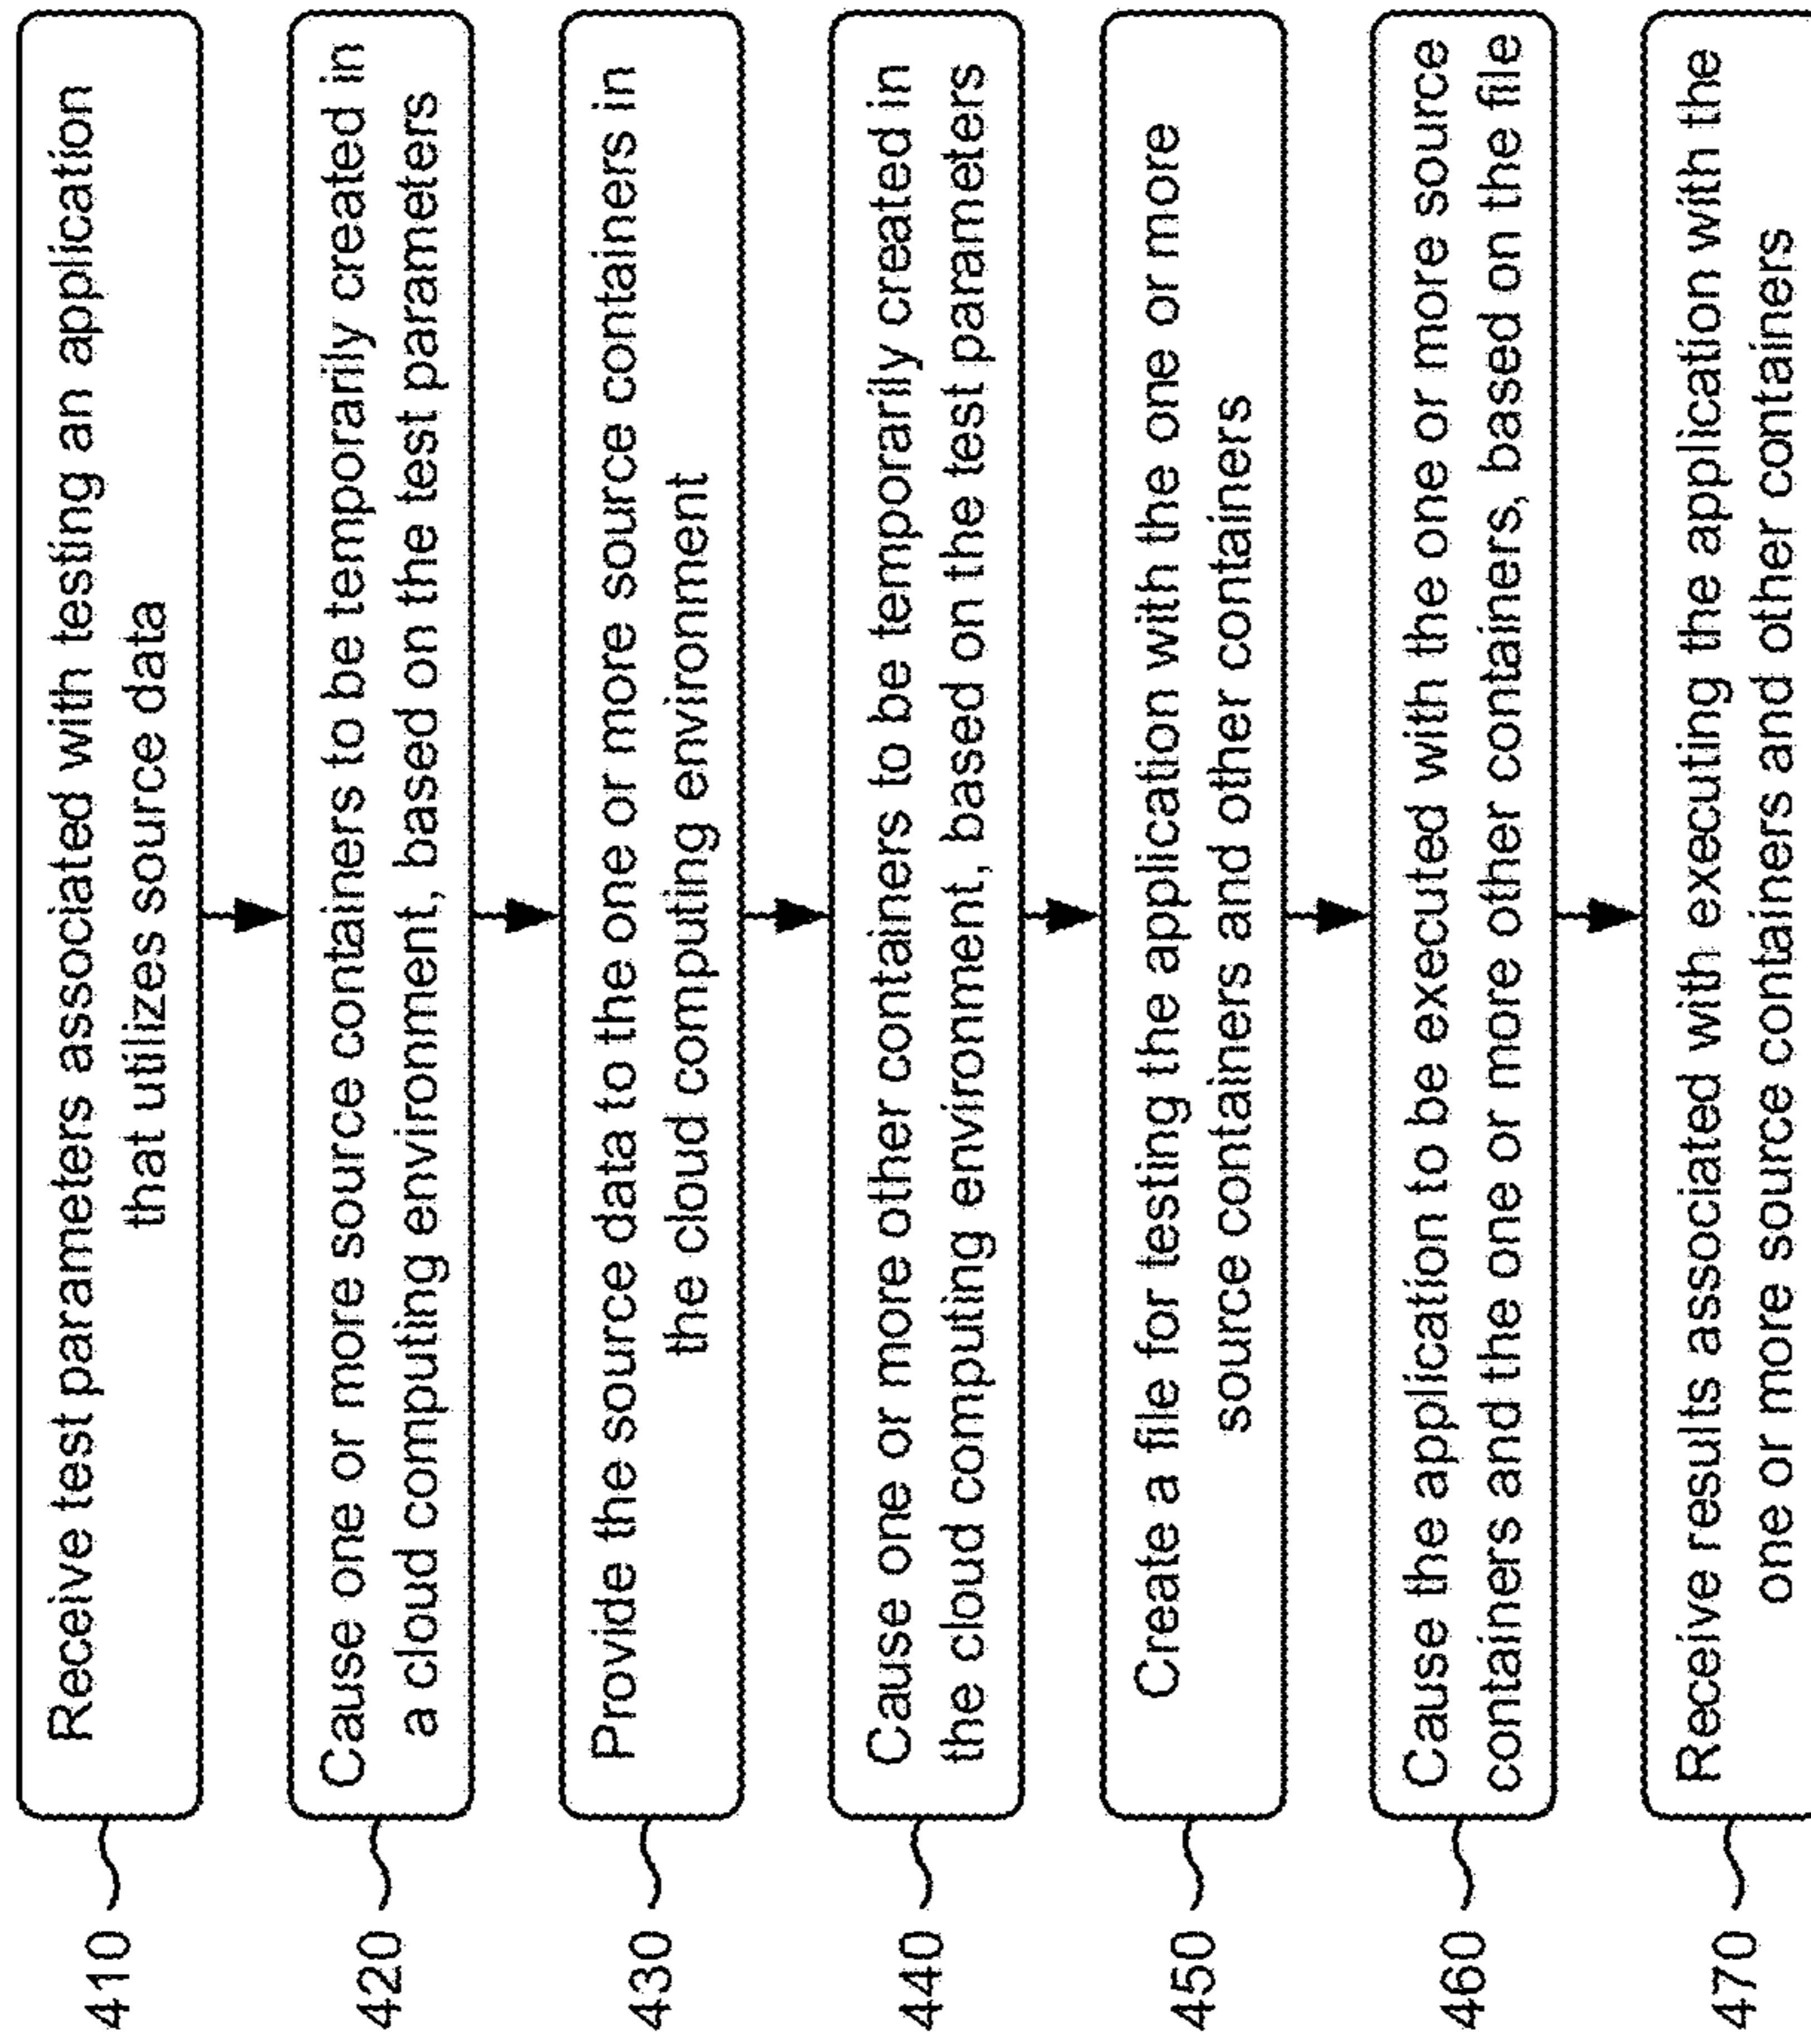 410
Receive test parameters associated with testing an application
that utilizes source data
420
Cause one or more source containers to be temporarily created in
a cloud computing environment, based on the test parameters
430
Provide the source data to the one or more source containers in
the cloud computing environment
440
Cause one or more other containers to be temporarily created in
the cloud computing environment, based on the test parameters
450
Create a file for testing the application with the one or more
source containers and other containers
460
Cause the application to be executed with the one or more source
containers and the one or more other containers, based on the file
470
Receive results associated with executing the application with the
one or more source containers and other containers